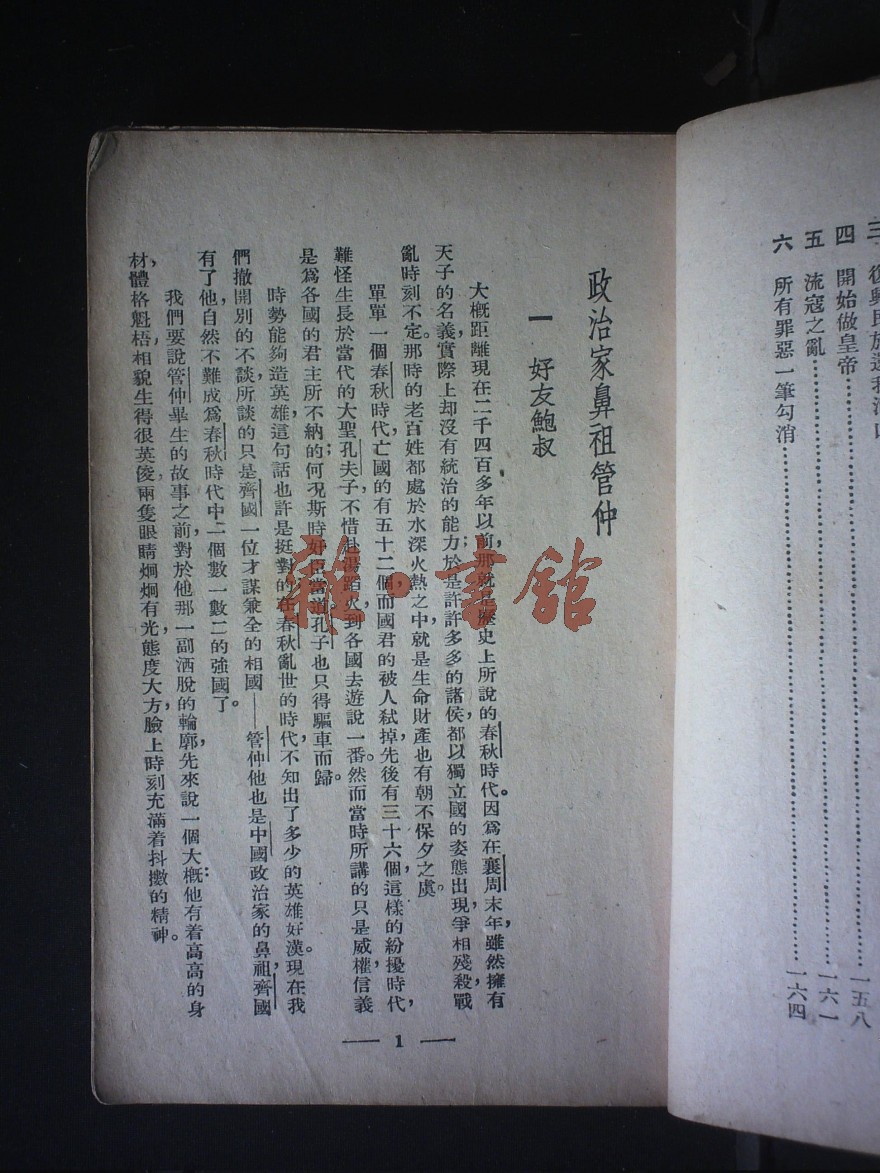 四 開始做皇帝……一五八
五 流寇之亂……一六一
六 所有罪惡一筆勾消……一六四
政治家鼻祖管仲
一 好友鮑叔
大概距離現在二千四百多年以前，那就是歷史上所說的春秋時代。因爲在襄周末年，雖然擁有
天子的名義，實際上却沒有統治的能力；於是許許多多的諸侯都以獨立國的姿態出現，爭相殘殺，戰
亂時刻不定。那時的老百姓都處於水深火熱之中，就是生命財產也有朝不保夕之虞。
單單一個春秋時代，亡國的有五十二個，而國君的被人弒掉先後有三十六個，這樣的紛擾時代，
難怪生長於當代的大聖孔夫子，不惜赴湯蹈火，到各國去遊說一番。然而當時所講的只是威權，信義
是爲各國的君主所不納的；何况斯時奸臣當道，孔子也只得驅車而歸。
時勢能夠造英雄，這句話也許是挺對的，在春秋亂世的時代，不知出了多少的英雄好漢。現在我
們撤開別的不談，所談的只是齊國一位才謀兼全的相國——管仲，他也是中國政治家的鼻祖，齊國
有了他，自然不難成爲春秋時代中一個數一數二的強國了。
我們要說管仲畢生的故事之前，對於他那一副洒脫的輪廓，先來說一個大概：他有着高高的身
材，體格魁梧，相貌生得很英俊，兩隻眼睛炯炯有光，態度大方，臉上時刻充滿着抖擻的精神。
— 1 —
雜·書館